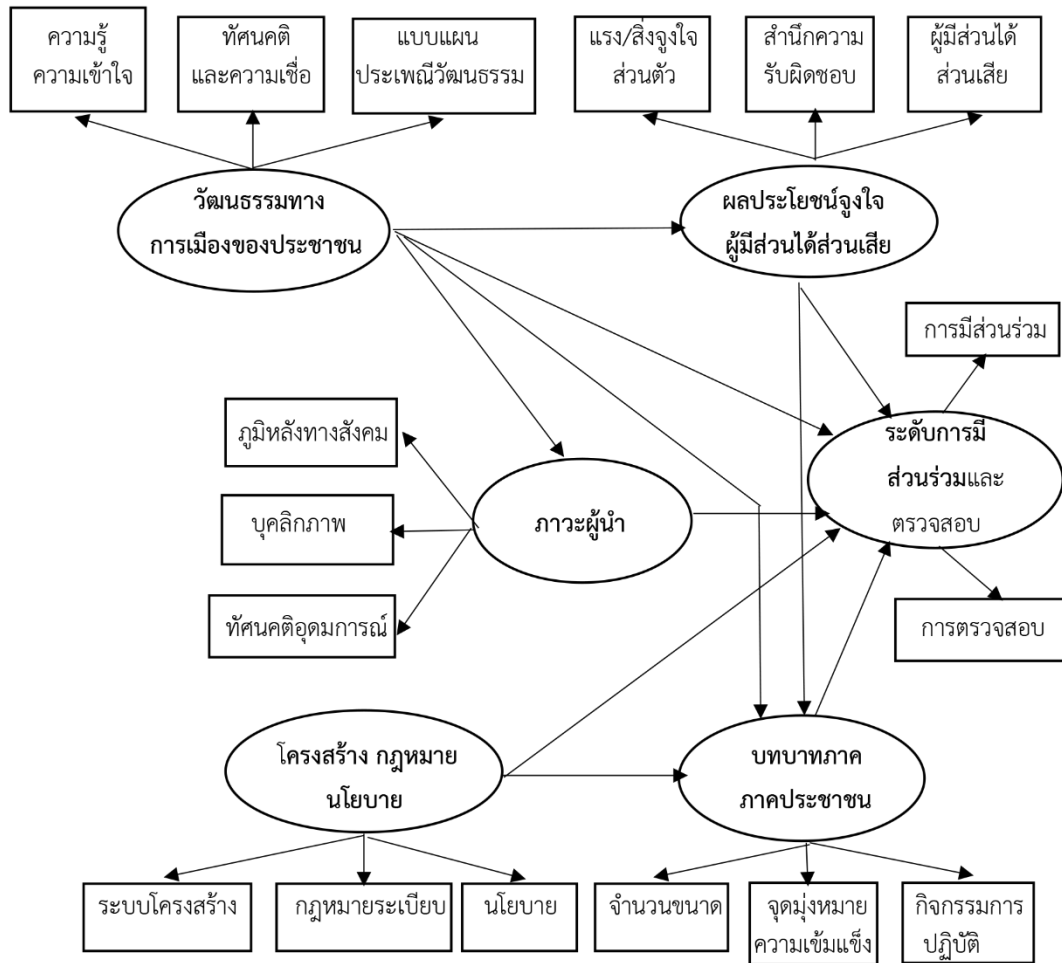 ความรู้
ความเข้าใจ
ทัศนคติ
และความเชื่อ
แบบแผน
ประเพณีวัฒนธรรม
แรง/สิ่งจูงใจ
ส่วนตัว
สำนึกความ
รับผิดชอบ
ผู้มีส่วนได้
ส่วนเสีย
วัฒนธรรมทาง
การเมืองของประชาชน
ผลประโยชน์จูงใจ
ผู้มีส่วนได้ส่วนเสีย
การมีส่วนร่วม
ภูมิหลังทางสังคม
บุคลิกภาพ
ทัศนคติอุดมการณ์
ภาวะผู้นำ
ระดับการมี
ส่วนร่วมและ
ตรวจสอบ
การตรวจสอบ
โครงสร้าง กฎหมาย
นโยบาย
บทบาทภาค
ภาคประชาชน
ระบบโครงสร้าง
กฎหมายระเบียบ
นโยบาย
จำนวนขนาด
จุดมุ่งหมาย
ความเข้มแข็ง
กิจกรรมการ
ปฏิบัติ